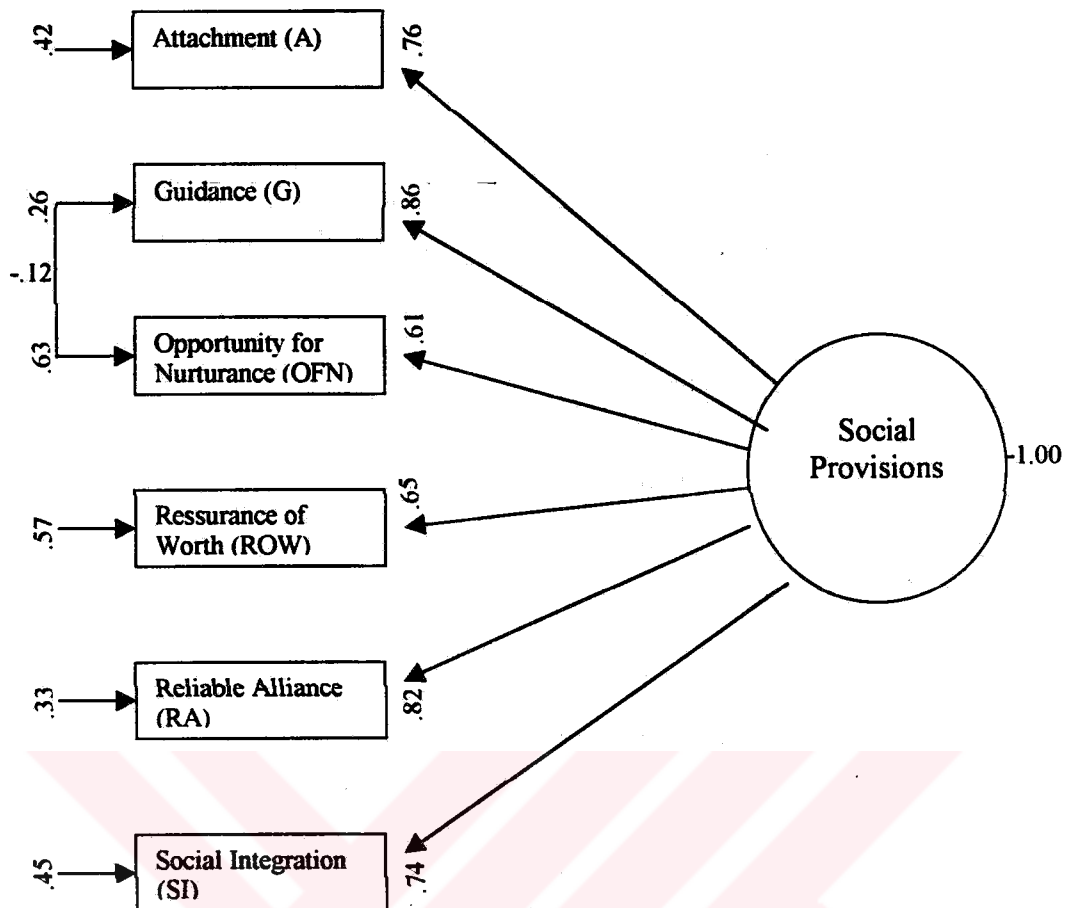 .42
Attachment (A)
.76
.26
Guidance (G)
.86
-.12
.63
Opportunity for
Nurturance (OFN)
.61
Social
Provisions
-1.00
.57
Ressurance of
Worth (ROW)
.65
.33
Reliable Alliance
(RA)
.82
.45
Social Integration
(SI)
.74